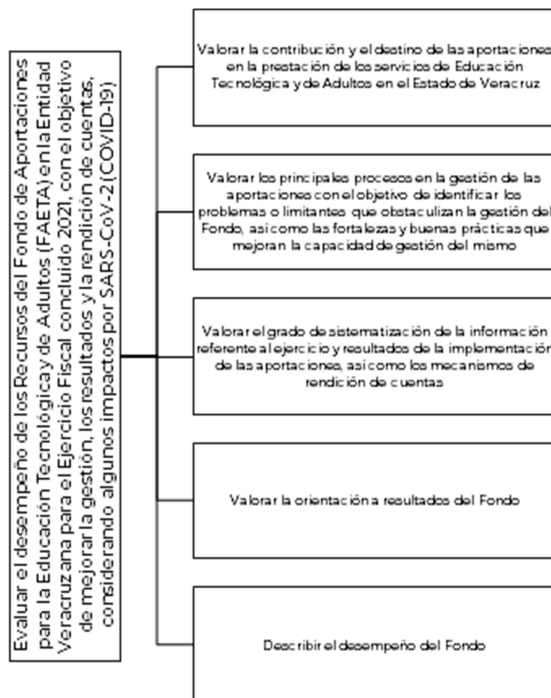 Evaluar el desempeño de los Recursos del Fondo de Aportaciones
para la Educación Tecnológica y de Adultos (FAETA) en la Entidad
Veracruzana para el Ejercicio Fiscal concluido 2021, con el objetivo
de mejorar la gestión, los resultados y la rendición de cuentas,
considerando algunos impactos por SARS-CoV-2 (COVID-19)
Valorar la contribución y el destino de las aportaciones
en la prestación de los servicios de Educación
Tecnológica y de Adultos en el Estado de Veracruz
Valorar los principales procesos en la gestión de las
aportaciones con el objetivo de identificar los
problemas o limitantes que obstaculizan la gestión del
Fondo, así como las fortalezas y buenas prácticas que
mejoran la capacidad de gestión del mismo
Valorar el grado de sistematización de la información
referente al ejercicio y resultados de la implementación
de las aportaciones, así como los mecanismos de
rendición de cuentas
Valorar la orientación a resultados del Fondo
Describir el desempeño del Fondo